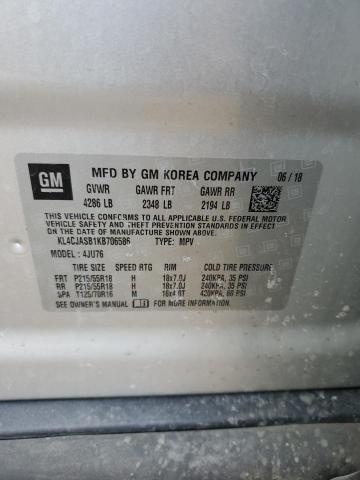 GM
MFD BY GM KOREA COMPANY 06/18
GVWR GAWR FRT GAWR RR
4286 LB 2348 LB 2194 LB
THIS VEHICLE CONFORMS TO ALL APPLICABLE U.S. FEDERAL MOTOR
VEHICLE SAFETY, BUMPER, AND THEFT PREVENTION STANDARDS IN
EFFECT ON THE DATE OF MANUFACTURE SHOWN ABOVE.
KL4CJASB1KB706586 TYPE: MPV
MODEL: 4JU76
TIRE SIZE SPEED RTG RIM COLD TIRE PRESSURE
FRT P215/55R18 H 18x7.0J 240KPA, 35 PSI
RR P215/55R18 H 18x7.0J 240KPA, 35 PSI
SPA T125/70R16 M 16x4.0T 420KPA, 60 PSI
SEE OWNER'S MANUAL FOR MORE INFORMATION.